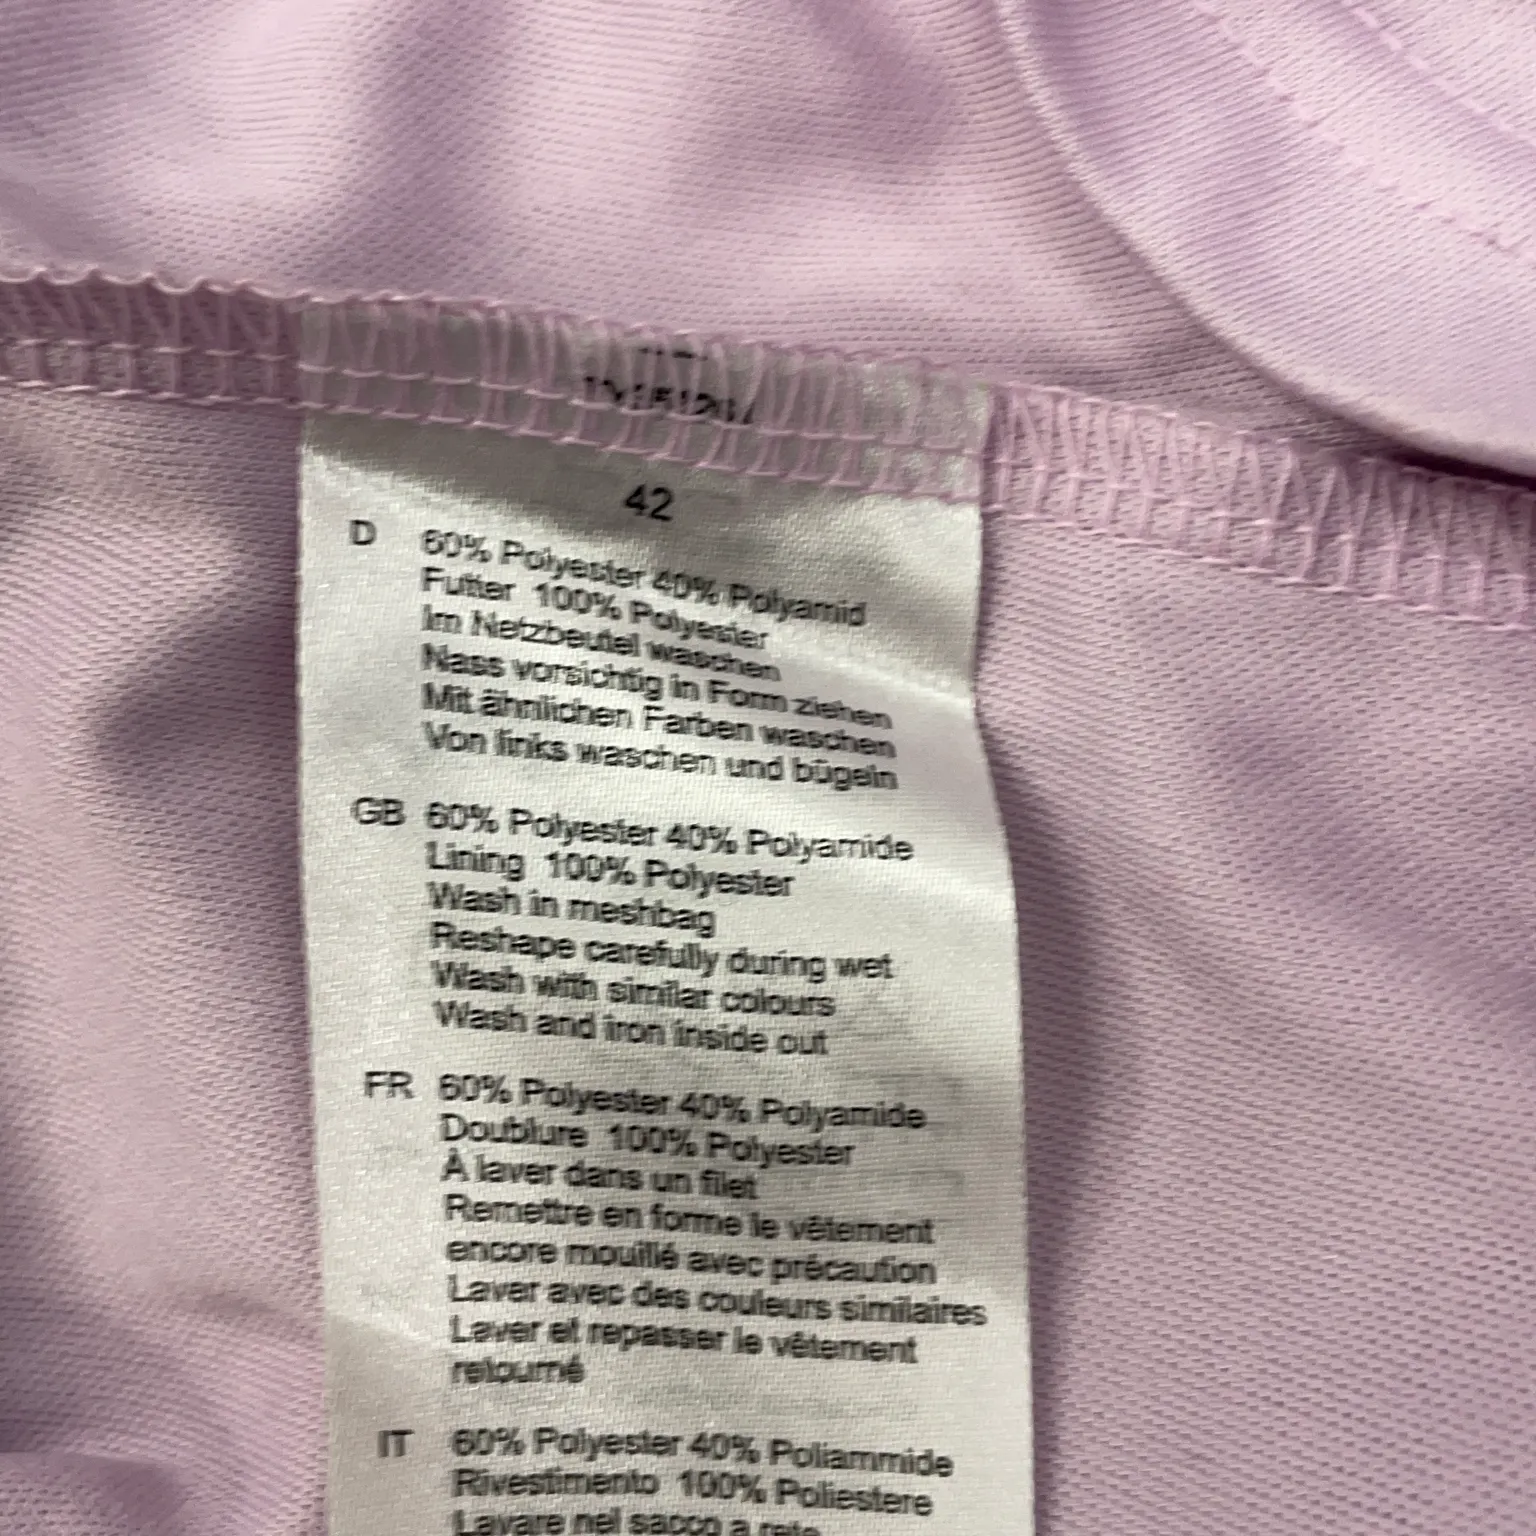 42
D 60% Polyester 40% Polyamid
Futter 100% Polyester
Im Netzbeutel waschen
Nass vorsichtig in Form ziehen
Mit ähnlichen Farben waschen
Von links waschen und bügeln
GB 60% Polyester 40% Polyamide
Lining 100% Polyester
Wash in meshbag
Reshape carefully during wet
Wash with similar colours
Wash and iron inside out
FR 60% Polyester 40% Polyamide
Doublure 100% Polyester
À laver dans un filet
Remettre en forme le vêtement
encore mouillé avec précaution
Laver avec des couleurs similaires
Laver et repasser le vêtement
retourné
IT 60% Polyester 40% Poliammide
Rivestimento 100% Poliestere
Lavare nel sacco a rete